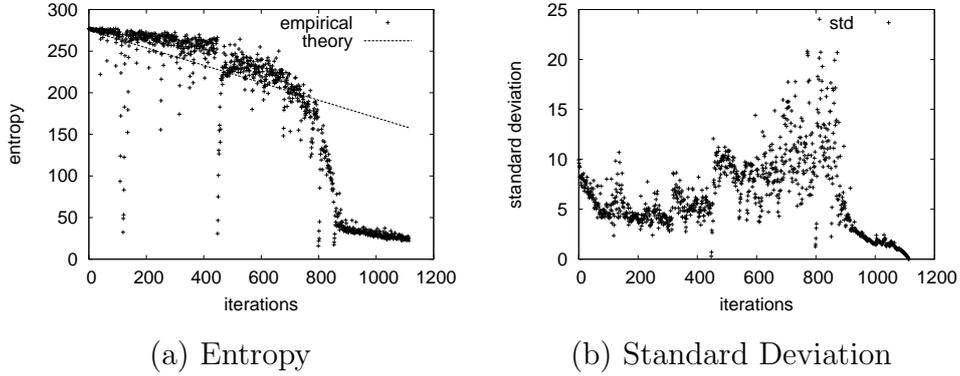 300
250
200
150
100
50
0
entropy
empirical
theory
0 200 400 600 800 1000 1200
iterations
(a) Entropy
25
20
15
10
5
0
standard deviation
std
0 200 400 600 800 1000 1200
iterations
(b) Standard Deviation